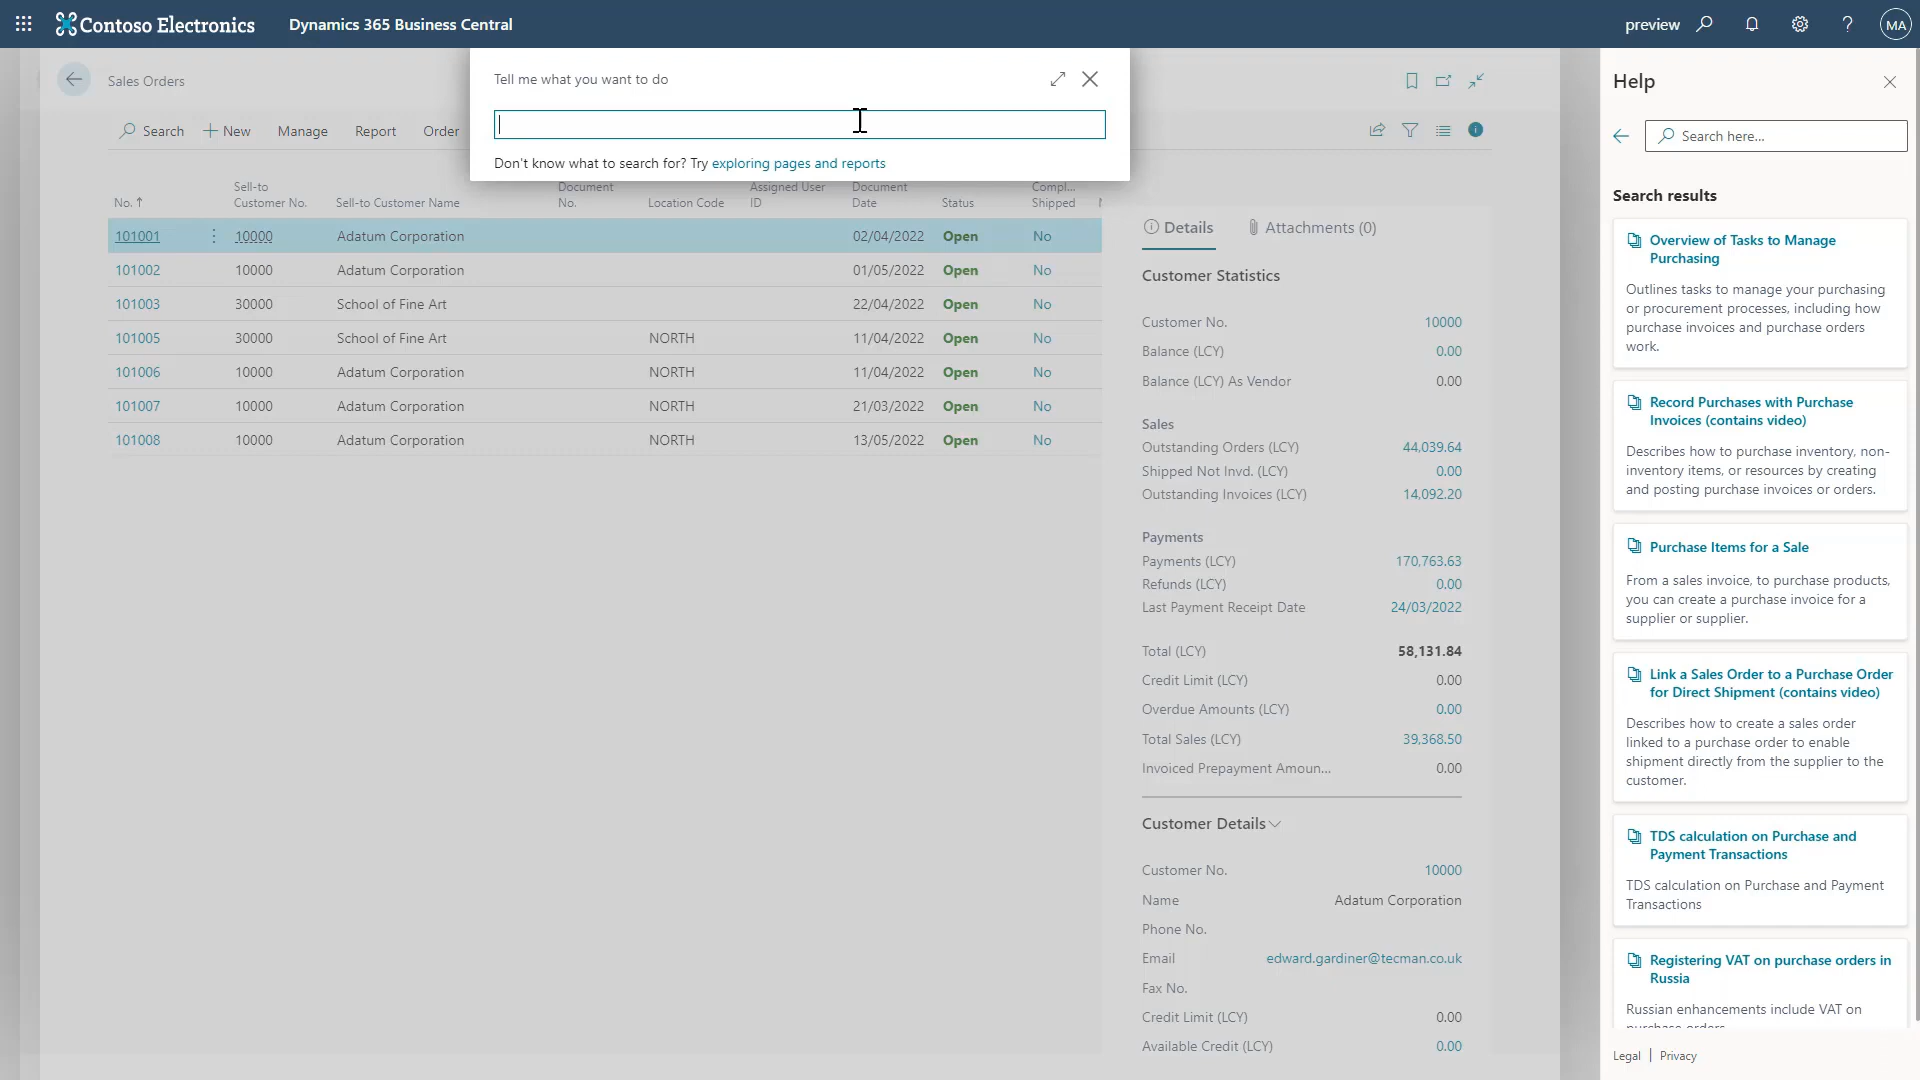 Contoso Electronics
Dynamics 365 Business Central
preview
?
MA
Sales Orders
Search
New
Manage
Report
Order
Tell me what you want to do
Don't know what to search for? Try exploring pages and reports
No. ↑
Sell-to
Customer No.
Sell-to Customer Name
Document
No.
Location Code
Assigned User
ID
Document
Date
Status
Compl...
Shipped
101001 10000 Adatum Corporation 02/04/2022 Open No
101002 10000 Adatum Corporation 01/05/2022 Open No
101003 30000 School of Fine Art 22/04/2022 Open No
101005 30000 School of Fine Art NORTH 11/04/2022 Open No
101006 10000 Adatum Corporation NORTH 11/04/2022 Open No
101007 10000 Adatum Corporation NORTH 21/03/2022 Open No
101008 10000 Adatum Corporation NORTH 13/05/2022 Open No
Details
Attachments (0)
Customer Statistics
Customer No. 10000
Balance (LCY) 0.00
Balance (LCY) As Vendor 0.00
Sales
Outstanding Orders (LCY) 44,039.64
Shipped Not Invd. (LCY) 0.00
Outstanding Invoices (LCY) 14,092.20
Payments
Payments (LCY) 170,763.63
Refunds (LCY) 0.00
Last Payment Receipt Date 24/03/2022
Total (LCY) 58,131.84
Credit Limit (LCY) 0.00
Overdue Amounts (LCY) 0.00
Total Sales (LCY) 39,368.50
Invoiced Prepayment Amoun... 0.00
Customer Details
Customer No. 10000
Name Adatum Corporation
Phone No.
Email edward.gardiner@tecman.co.uk
Fax No.
Credit Limit (LCY) 0.00
Available Credit (LCY) 0.00
Help
Search here...
Search results
Overview of Tasks to Manage
Purchasing
Outlines tasks to manage your purchasing
or procurement processes, including how
purchase invoices and purchase orders
work.
Record Purchases with Purchase
Invoices (contains video)
Describes how to purchase inventory, non-
inventory items, or resources by creating
and posting purchase invoices or orders.
Purchase Items for a Sale
From a sales invoice, to purchase products,
you can create a purchase invoice for a
supplier or supplier.
Link a Sales Order to a Purchase Order
for Direct Shipment (contains video)
Describes how to create a sales order
linked to a purchase order to enable
shipment directly from the supplier to the
customer.
TDS calculation on Purchase and
Payment Transactions
TDS calculation on Purchase and Payment
Transactions
Registering VAT on purchase orders in
Russia
Russian enhancements include VAT on
purchase orders
Legal | Privacy